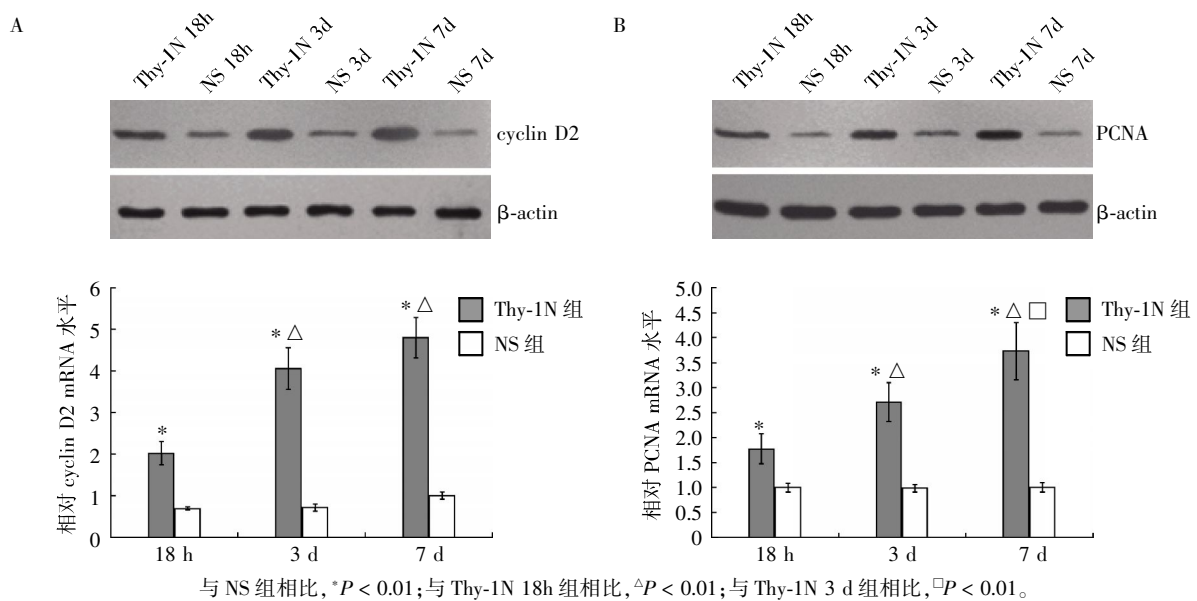 A
Thy-1N 18h
NS 18h
Thy-1N 3d
NS 3d
Thy-1N 7d
NS 7d
cyclin D2
β-actin
相对 cyclin D2 mRNA 水平
6
5
4
3
2
1
0
* 
* △
* △
18 h
3 d
7 d
Thy-1N 组
NS 组
B
Thy-1N 18h
NS 18h
Thy-1N 3d
NS 3d
Thy-1N 7d
NS 7d
PCNA
β-actin
相对 PCNA mRNA 水平
5.0
4.5
4.0
3.5
3.0
2.5
2.0
1.5
1.0
0.5
0
*
* △
* △ □
18 h
3 d
7 d
Thy-1N 组
NS 组
与 NS 组相比,*P < 0.01;与 Thy-1N 18h 组相比,△P < 0.01;与 Thy-1N 3 d 组相比,□P < 0.01。